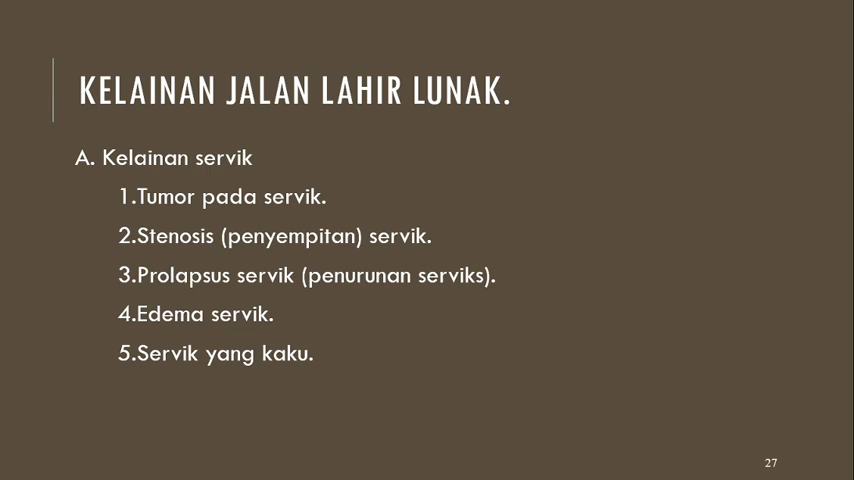 KELAINAN JALAN LAHIR LUNAK.
A. Kelainan servik
1.Tumor pada servik.
2.Stenosis (penyempitan) servik.
3.Prolapsus servik (penurunan serviks).
4.Edema servik.
5.Servik yang kaku.
27